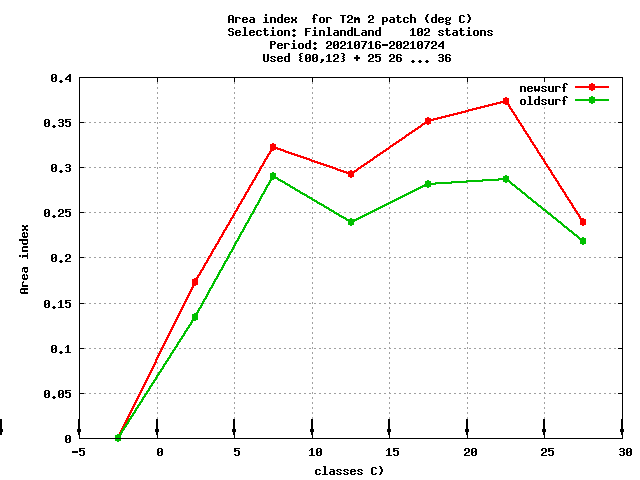 Area index  for T2m 2 patch (deg C)
Selection: FinlandLand    102 stations
Period: 20210716-20210724
Used {00,12} + 25 26 ... 36
newsurf
oldsurf
0.4
0.35
0.3
0.25
0.2
0.15
0.1
0.05
0
Area index
-5 0 5 10 15 20 25 30
classes C)